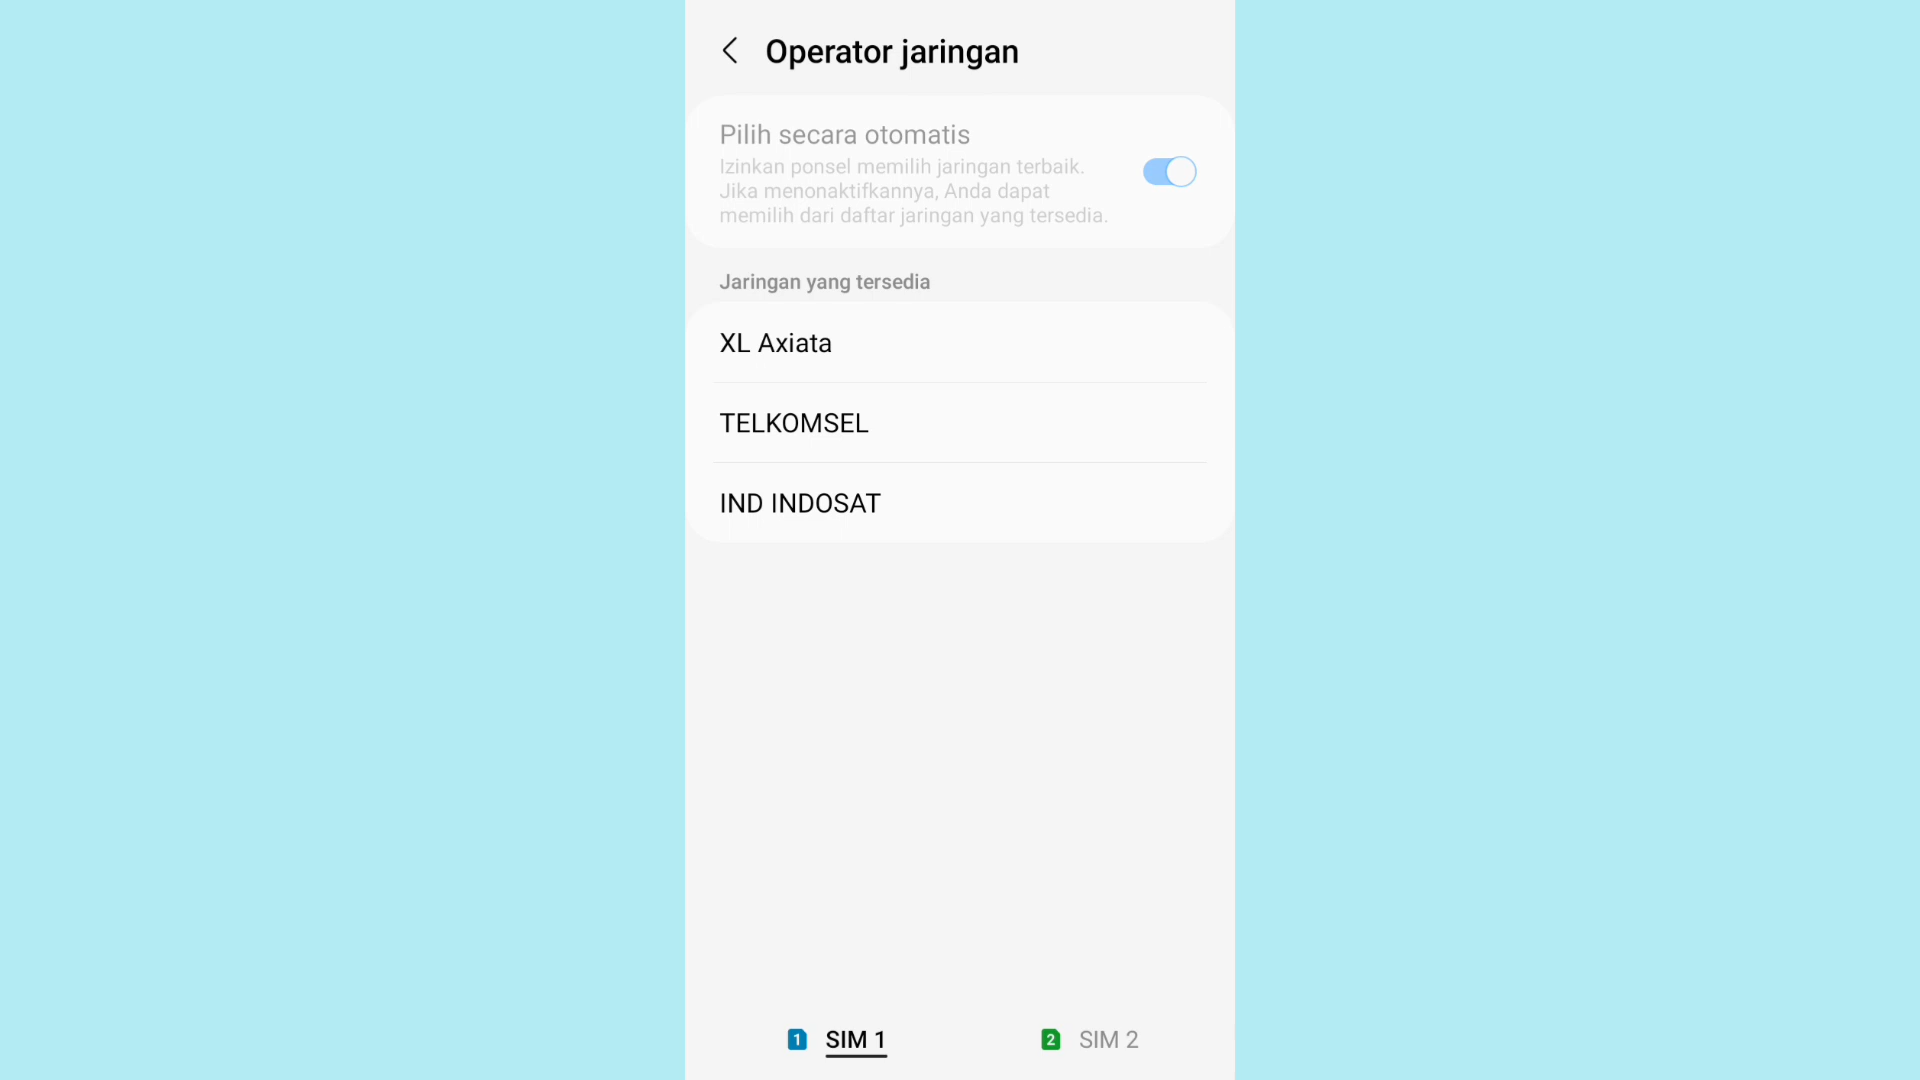 Operator jaringan
Pilih secara otomatis
Izinkan ponsel memilih jaringan terbaik.
Jika menonaktifkannya, Anda dapat
memilih dari daftar jaringan yang tersedia.
Jaringan yang tersedia
XL Axiata
TELKOMSEL
IND INDOSAT
1 SIM 1
2 SIM 2